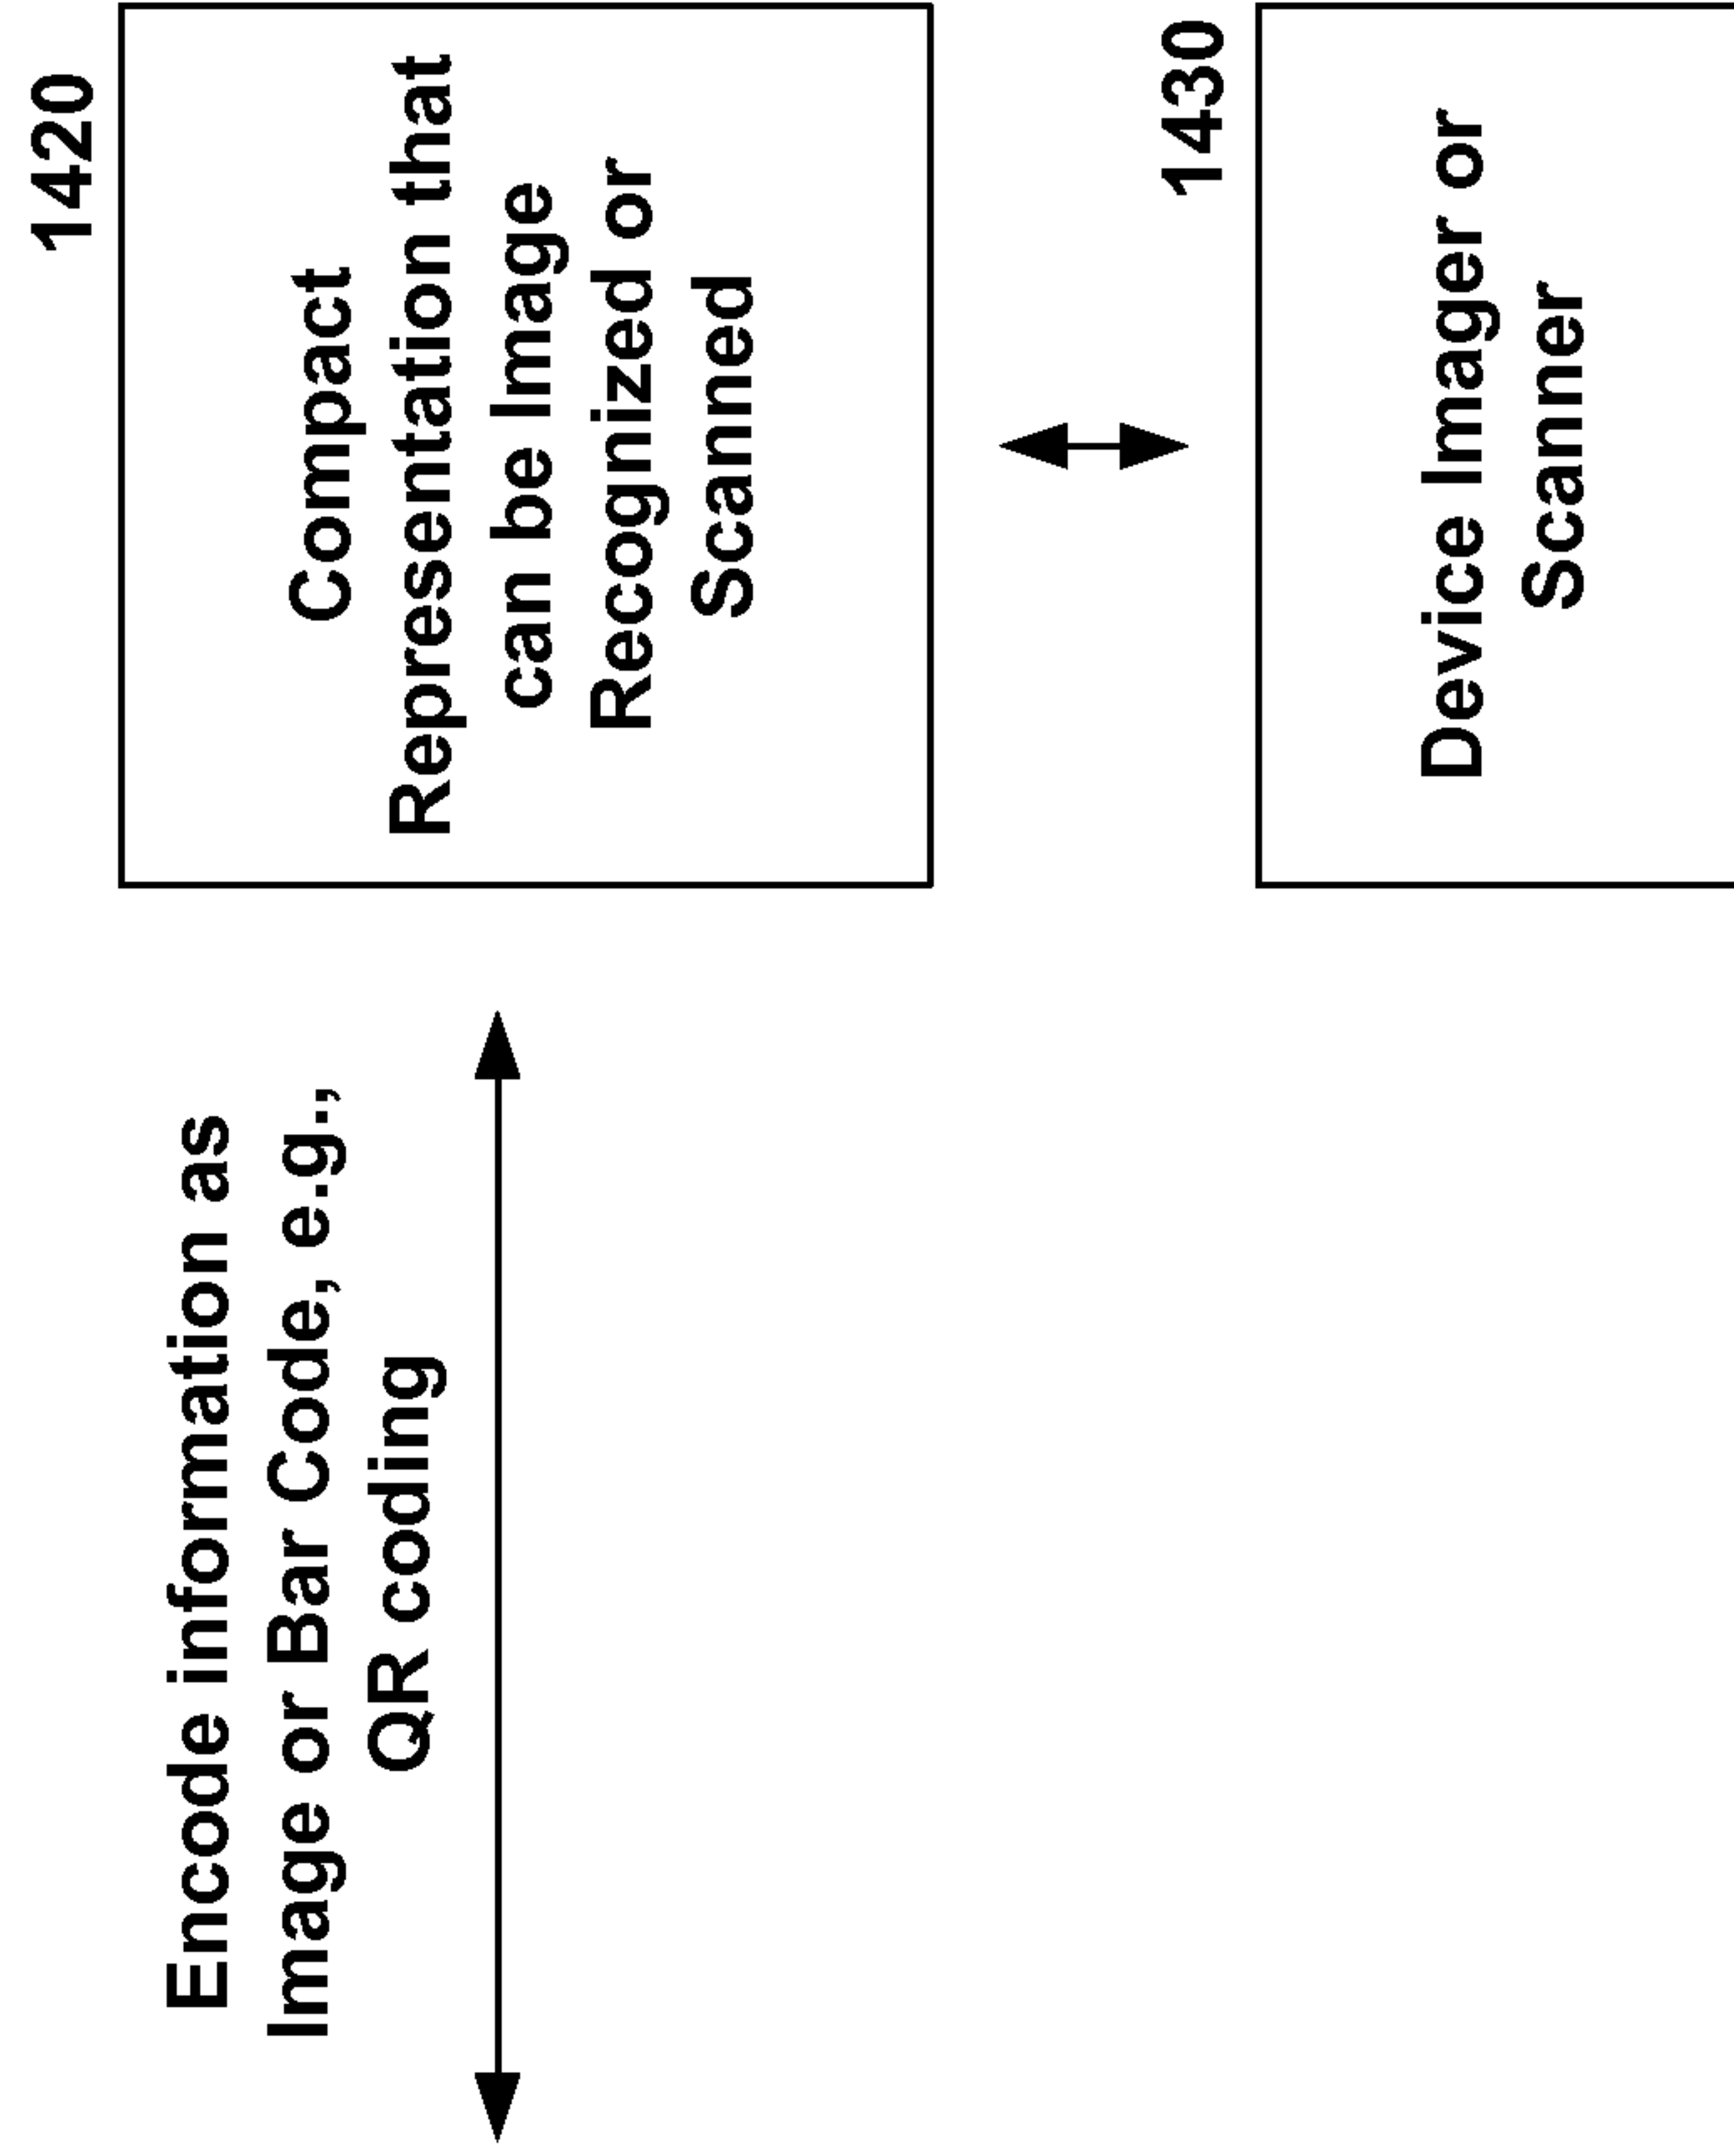 Encode information as
Image or Bar Code, e.g.,
QR coding
1420
Compact
Representation that
can be Image
Recognized or
Scanned
1430
Device Imager or
Scanner